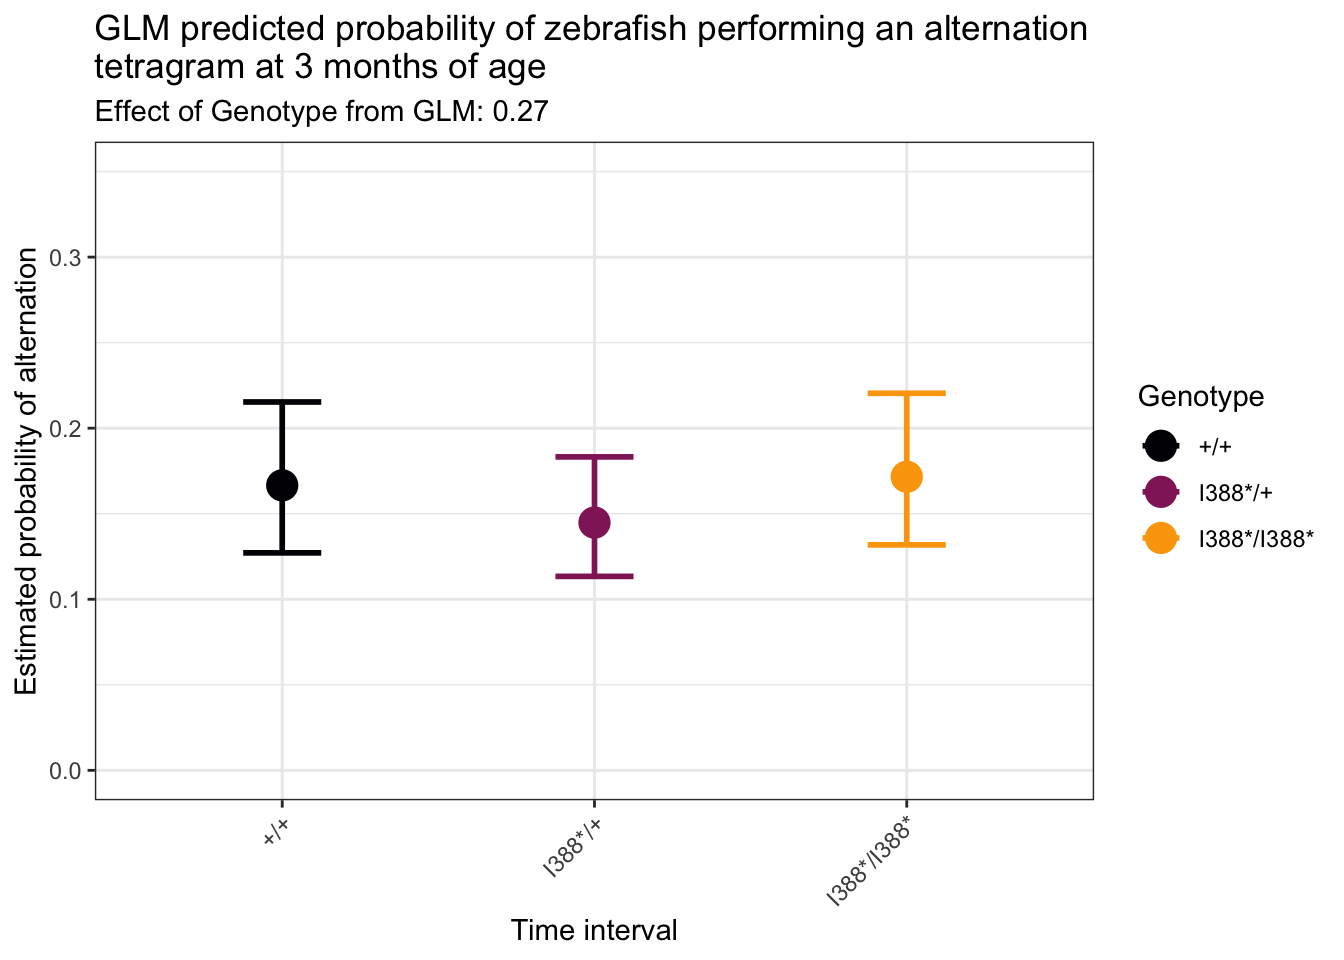 GLM predicted probability of zebrafish performing an alternation
tetragram at 3 months of age
Effect of Genotype from GLM: 0.27
Estimated probability of alternation
0.3
0.2
0.1
0.0
+/+
I388*/+
I388*/I388*
Time interval
Genotype
+/+
I388*/+
I388*/I388*